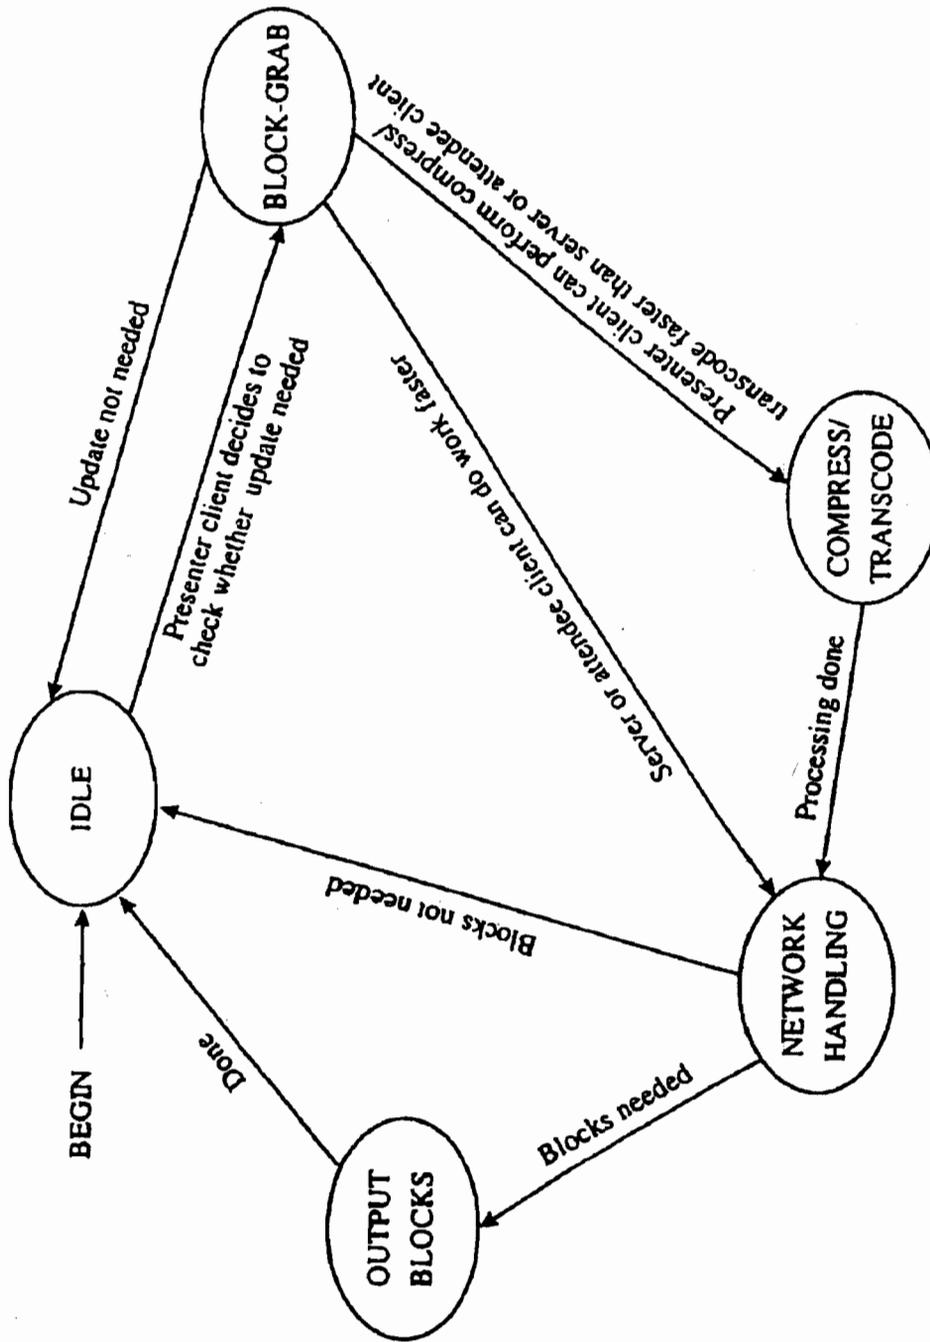 BEGIN
IDLE
Update not needed
Presenter client decides to
check whether update needed
BLOCK-GRAB
Done
Blocks not needed
Server or attendee client can do work faster
Presenter client can perform compress/
transcode faster than server or attendee client
OUTPUT
BLOCKS
Blocks needed
NETWORK
HANDLING
Processing done
COMPRESS/
TRANSCODE